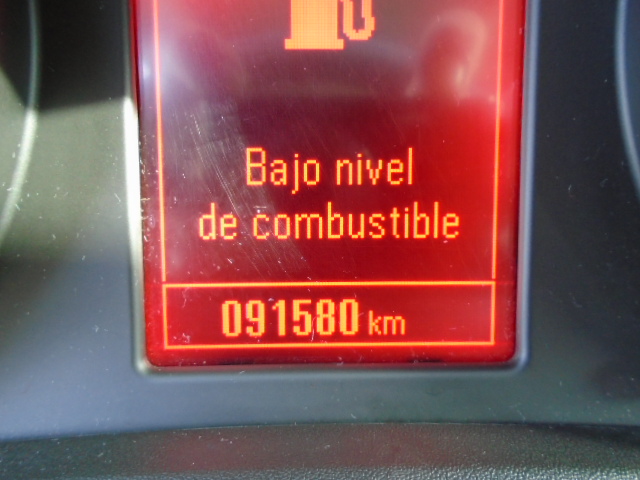 Bajo nivel
de combustible
091580 km